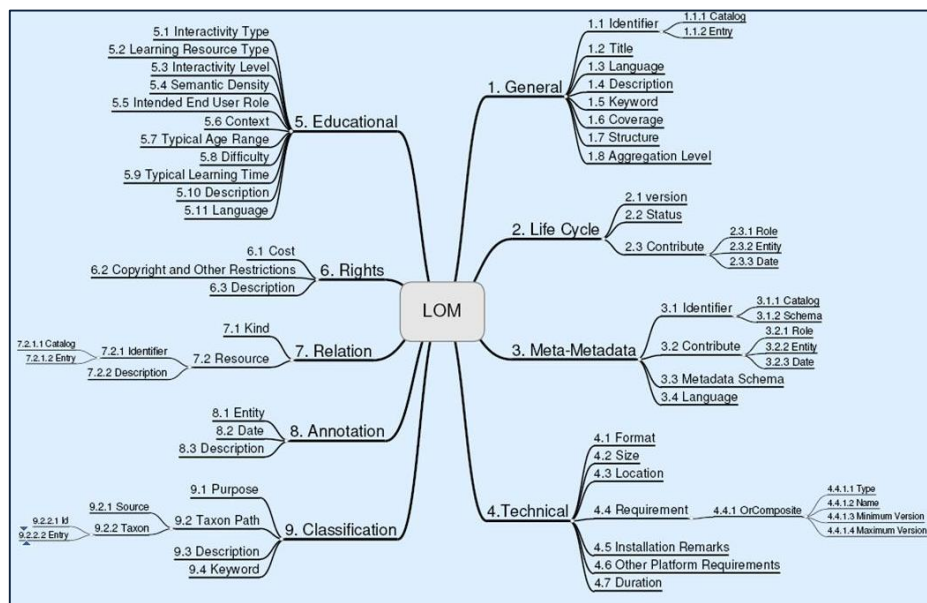 LOM
1. General
1.1 Identifier
1.1.1 Catalog
1.1.2 Entry
1.2 Title
1.3 Language
1.4 Description
1.5 Keyword
1.6 Coverage
1.7 Structure
1.8 Aggregation Level
2. Life Cycle
2.1 version
2.2 Status
2.3 Contribute
2.3.1 Role
2.3.2 Entity
2.3.3 Date
3. Meta-Metadata
3.1 Identifier
3.1.1 Catalog
3.1.2 Schema
3.2 Contribute
3.2.1 Role
3.2.2 Entity
3.2.3 Date
3.3 Metadata Schema
3.4 Language
4.Technical
4.1 Format
4.2 Size
4.3 Location
4.4 Requirement
4.4.1 OrComposite
4.4.1.1 Type
4.4.1.2 Name
4.4.1.3 Minimum Version
4.4.1.4 Maximum Version
4.5 Installation Remarks
4.6 Other Platform Requirements
4.7 Duration
5. Educational
5.1 Interactivity Type
5.2 Learning Resource Type
5.3 Interactivity Level
5.4 Semantic Density
5.5 Intended End User Role
5.6 Context
5.7 Typical Age Range
5.8 Difficulty
5.9 Typical Learning Time
5.10 Description
5.11 Language
6. Rights
6.1 Cost
6.2 Copyright and Other Restrictions
6.3 Description
7. Relation
7.1 Kind
7.2 Resource
7.2.1 Identifier
7.2.1.1 Catalog
7.2.1.2 Entry
7.2.2 Description
8. Annotation
8.1 Entity
8.2 Date
8.3 Description
9. Classification
9.1 Purpose
9.2 Taxon Path
9.2.1 Source
9.2.2 Taxon
9.2.2.1 Id
9.2.2.2 Entry
9.3 Description
9.4 Keyword